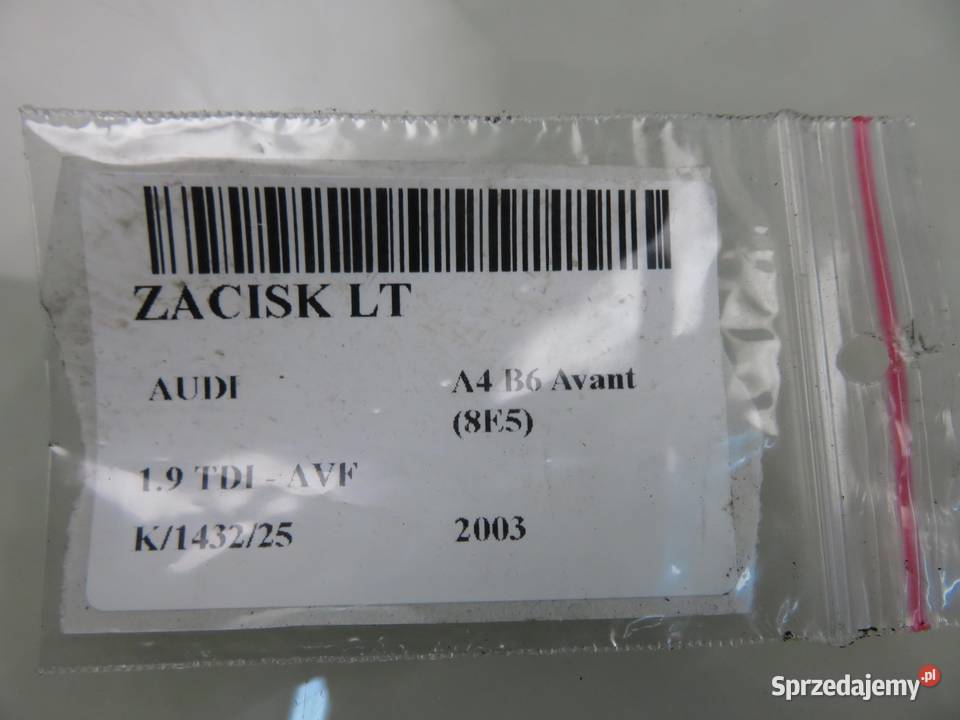 ZACISK LT
AUDI A4 B6 Avant
(8E5)
1.9 TDI - AVF
K/1432/25 2003
Sprzedajemy.pl